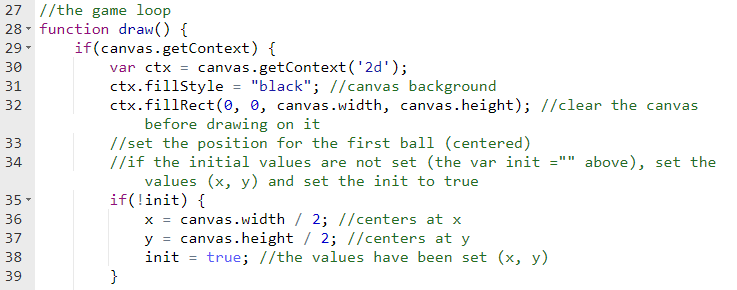 27 //the game loop
28 function draw() {
29 if(canvas.getContext) {
30 var ctx = canvas.getContext('2d');
31 ctx.fillStyle = "black"; //canvas background
32 ctx.fillRect(0, 0, canvas.width, canvas.height); //clear the canvas
before drawing on it
33 //set the position for the first ball (centered)
34 //if the initial values are not set (the var init ="" above), set the
values (x, y) and set the init to true
35 if(!init) {
36 x = canvas.width / 2; //centers at x
37 y = canvas.height / 2; //centers at y
38 init = true; //the values have been set (x, y)
39 }